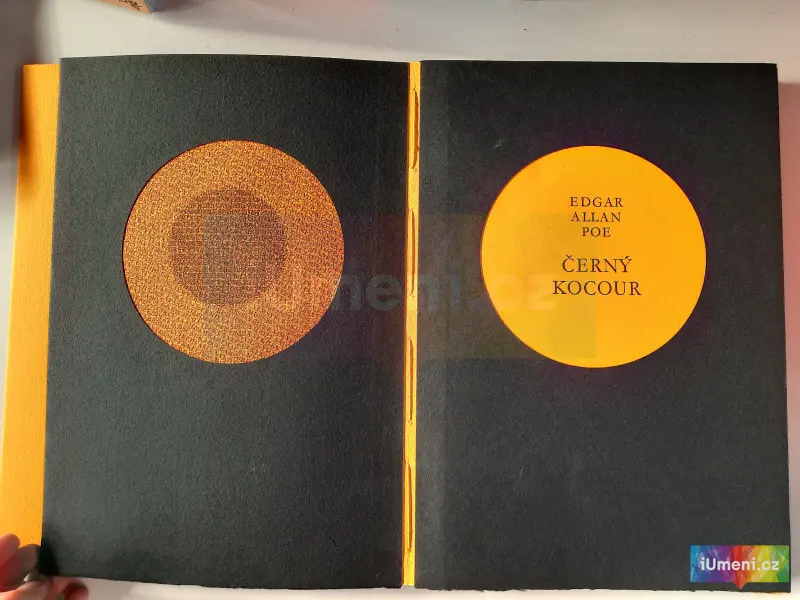 EDGAR
ALLAN
POE
ČERNÝ
KOCOUR
iUmeni.cz
iUmeni.cz